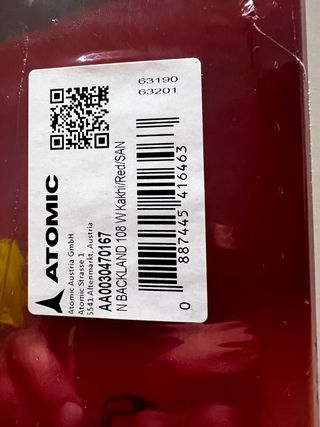 63190
63201
ATOMIC
Atomic Austria GmbH
Atomic Strasse 1
5541 Altenmarkt, Austria
AA0030470167
N BACKLAND 108 W Kakhi/Red/SAN
0 887445 416463